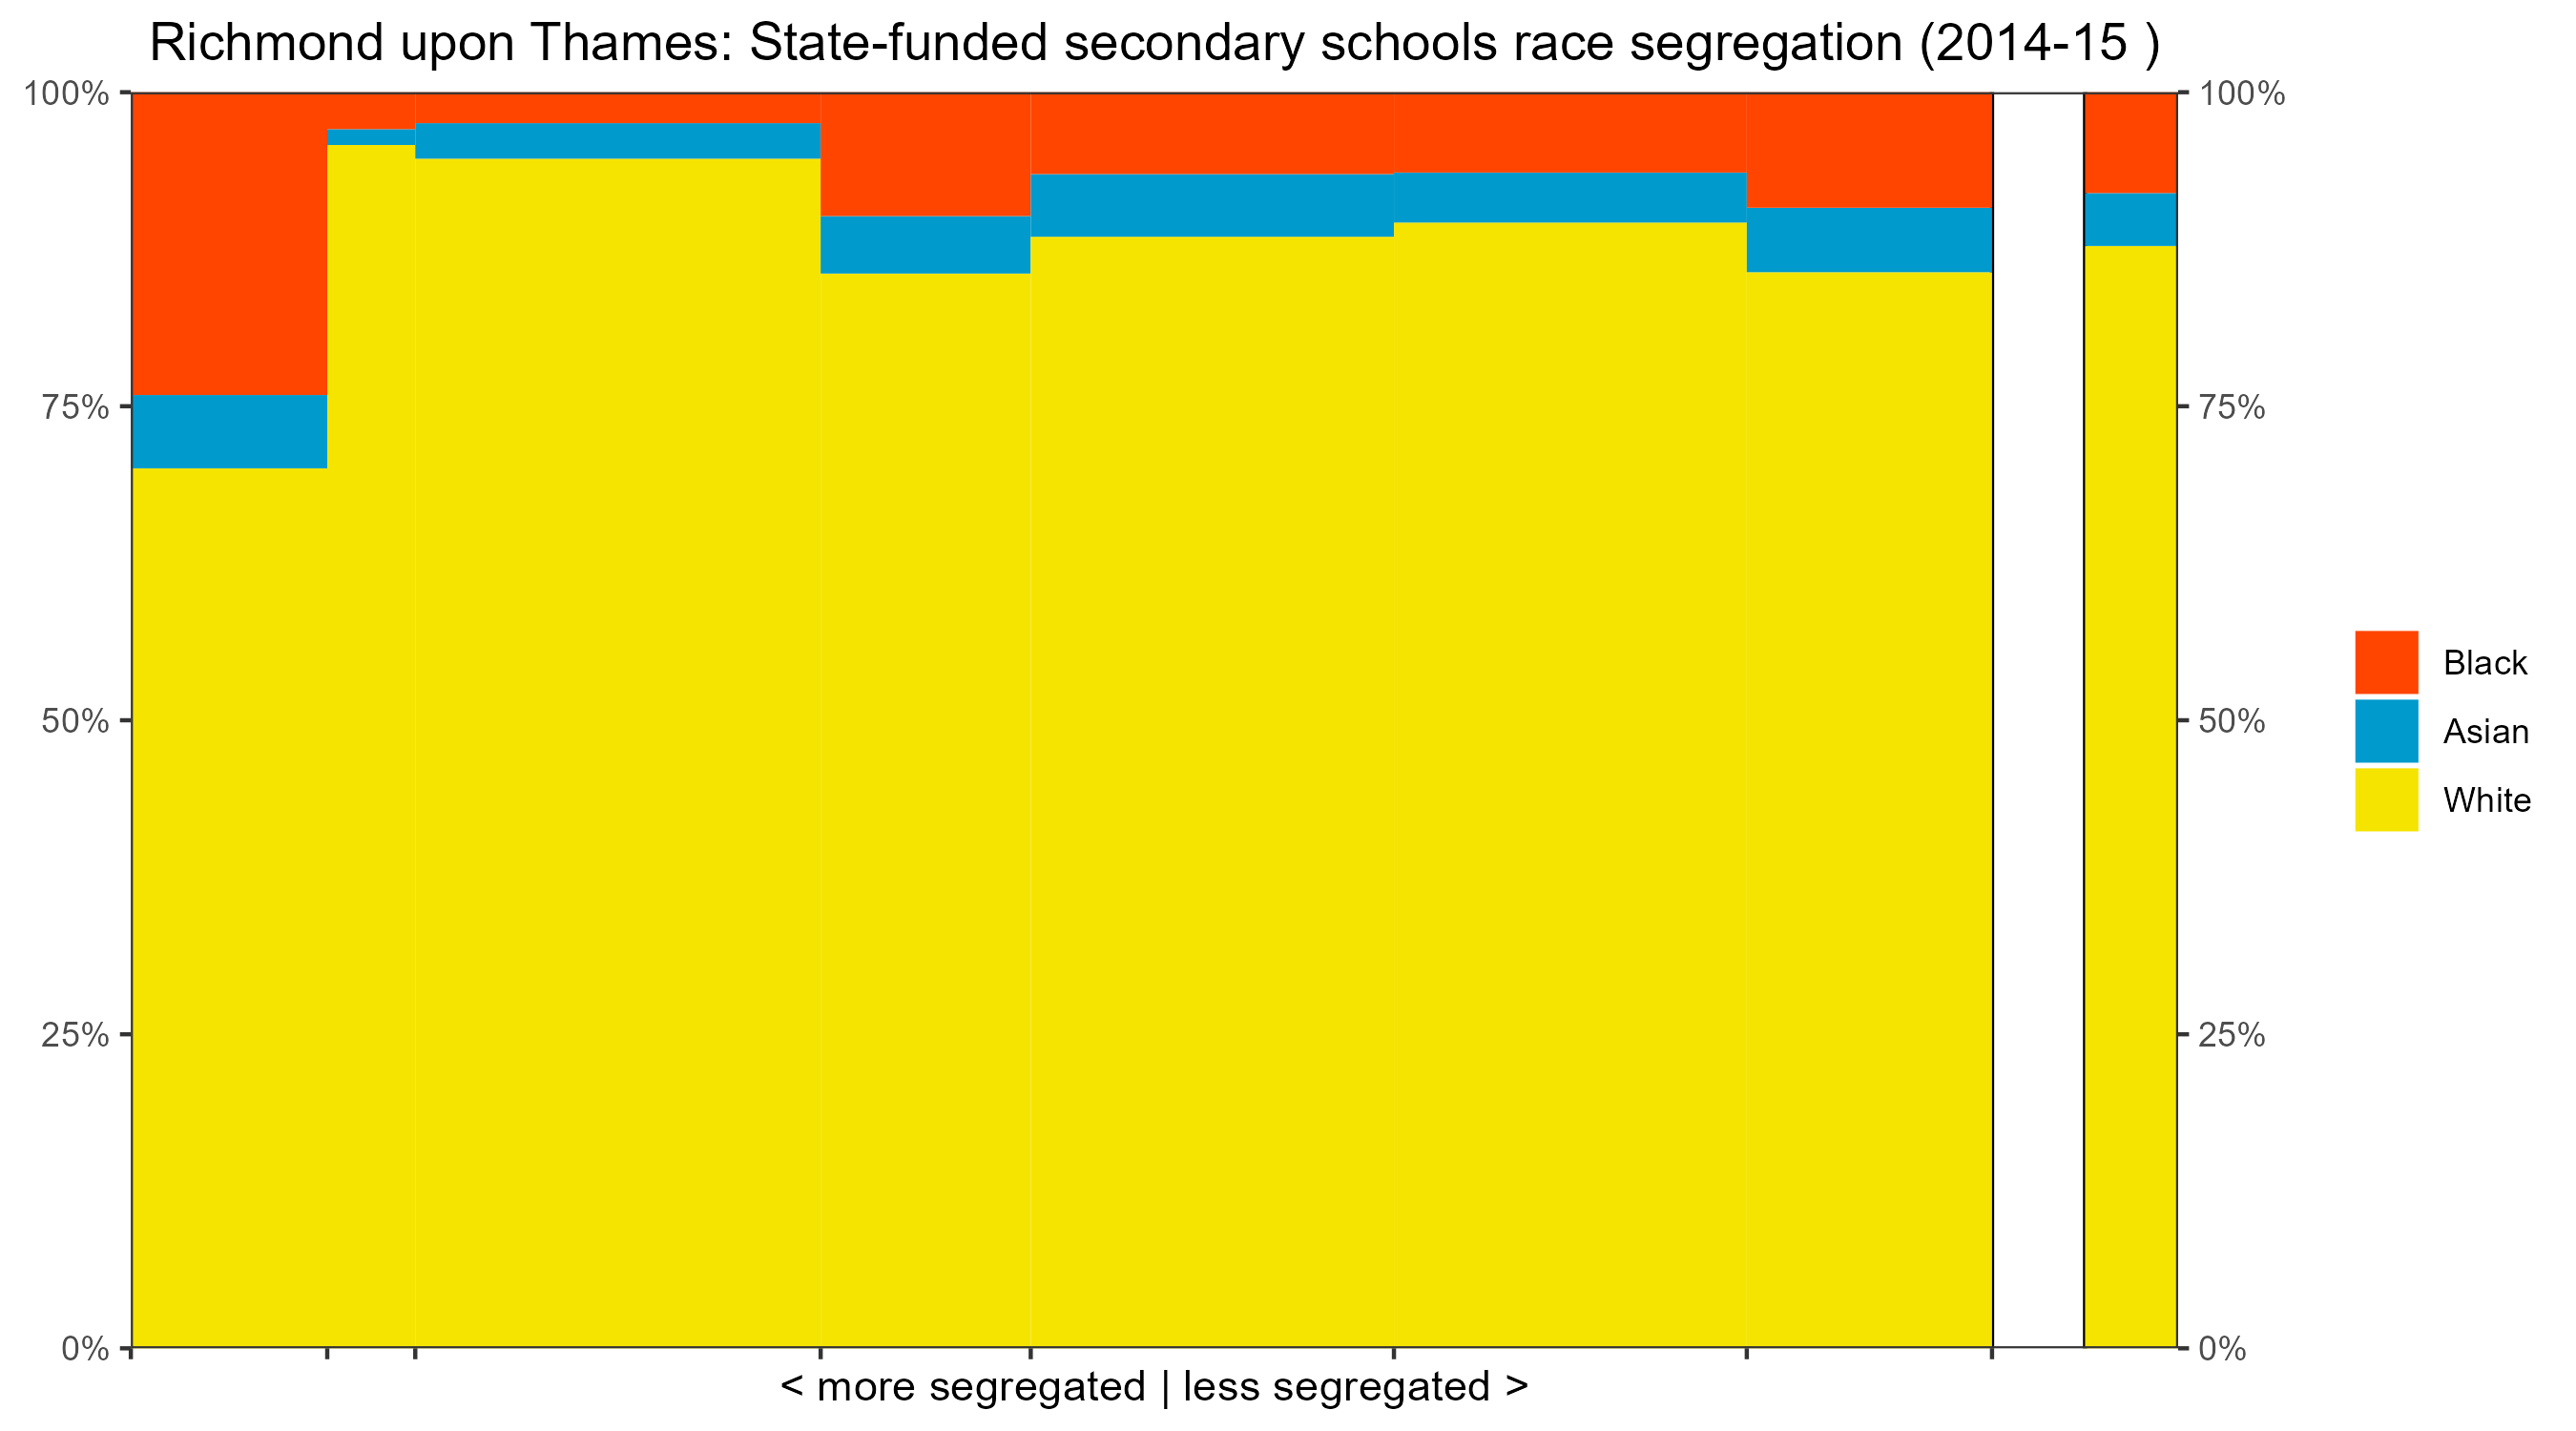 Richmond upon Thames: State-funded secondary schools race segregation (2014-15 )
100%
75%
50%
25%
0%
100%
75%
50%
25%
0%
Black
Asian
White
< more segregated | less segregated >